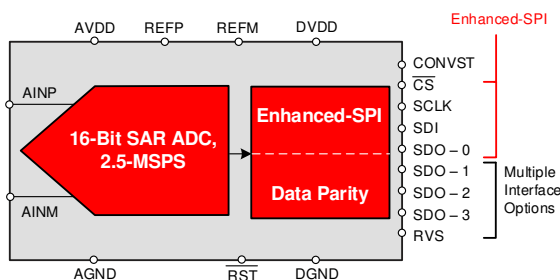 Enhanced-SPI
AVDD REFP REFM DVDD
CONVST
CS
SCLK
SDI
SDO – 0
SDO – 1
SDO – 2
SDO – 3
RVS
AINP
AINM
16-Bit SAR ADC,
2.5-MSPS
Enhanced-SPI
Data Parity
Multiple
Interface
Options
AGND RST DGND